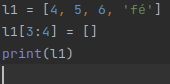 l1 = [4, 5, 6, 'fé']
l1[3:4] = []
print(l1)